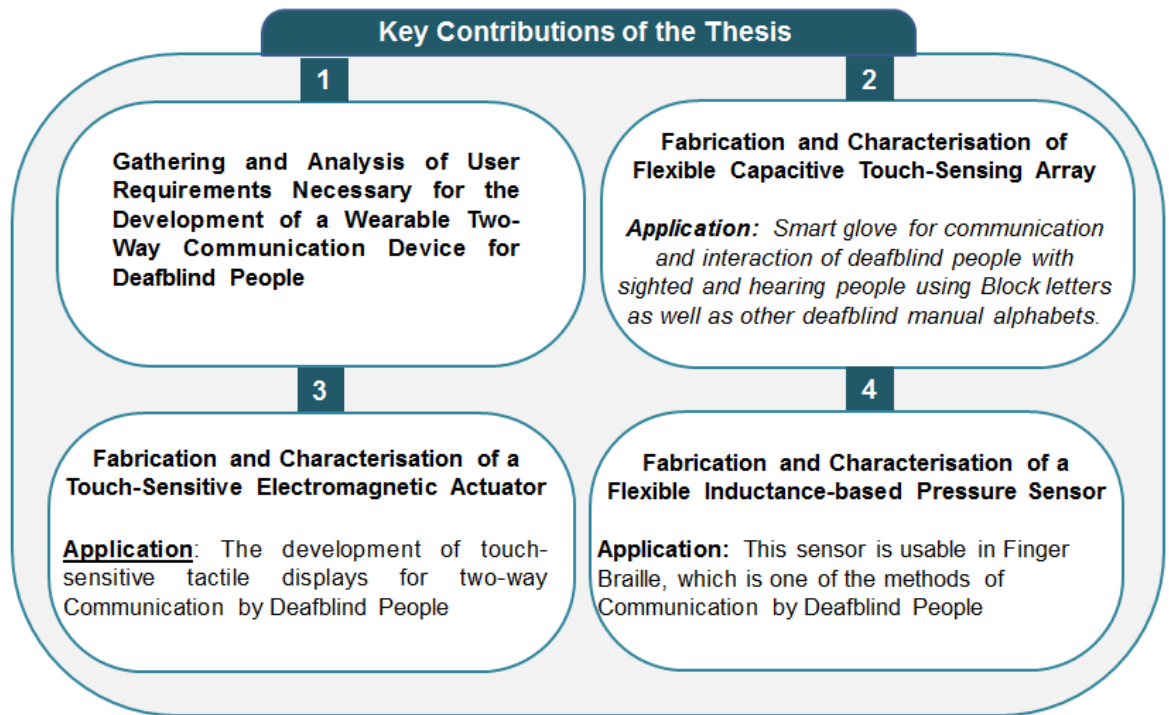 Key Contributions of the Thesis
1
Gathering and Analysis of User
Requirements Necessary for the
Development of a Wearable Two-
Way Communication Device for
Deafblind People
2
Fabrication and Characterisation of
Flexible Capacitive Touch-Sensing Array
Application: Smart glove for communication
and interaction of deafblind people with
sighted and hearing people using Block letters
as well as other deafblind manual alphabets.
3
Fabrication and Characterisation of a
Touch-Sensitive Electromagnetic Actuator
Application: The development of touch-
sensitive tactile displays for two-way
Communication by Deafblind People
4
Fabrication and Characterisation of a
Flexible Inductance-based Pressure Sensor
Application: This sensor is usable in Finger
Braille, which is one of the methods of
Communication by Deafblind People